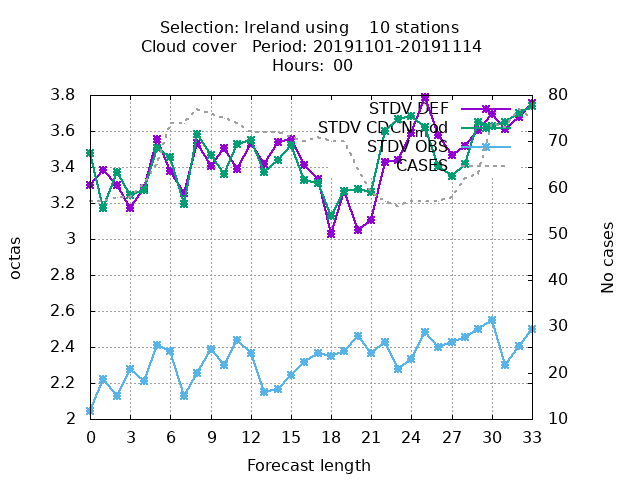 Selection: Ireland using    10 stations
Cloud cover   Period: 20191101-20191114
Hours:  00
3.8
3.6
3.4
3.2
3
2.8
2.6
2.4
2.2
2
80
70
60
50
40
30
20
10
STDV DEF
STDV CD-CNmod
STDV OBS
CASES
octas
No cases
0 3 6 9 12 15 18 21 24 27 30 33
Forecast length